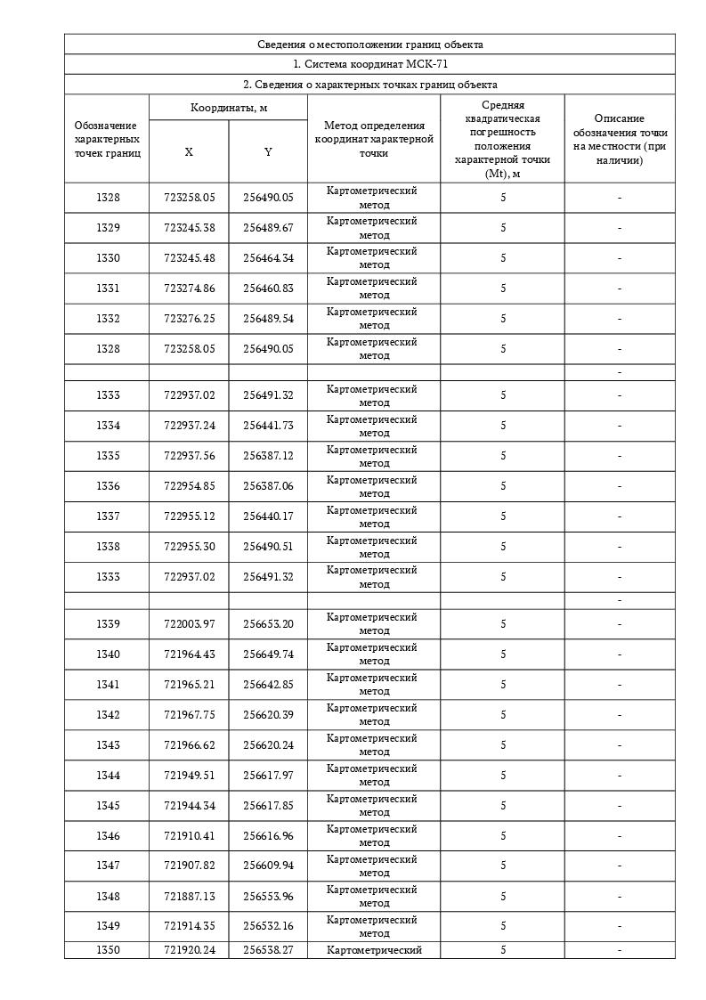 Сведения о местоположении границ объекта
1. Система координат МСК-71
2. Сведения о характерных точках границ объекта
Обозначение
характерных
точек границ
Координаты, м
X
Y
Метод определения
координат характерной
точки
Средняя
квадратическая
погрешность
положения
характерной точки
(Mt), м
Описание
обозначения точки
на местности (при
наличии)
1328 723258.05 256490.05 Картометрический
метод 5 -
1329 723245.38 256489.67 Картометрический
метод 5 -
1330 723245.48 256464.34 Картометрический
метод 5 -
1331 723274.86 256460.83 Картометрический
метод 5 -
1332 723276.25 256489.54 Картометрический
метод 5 -
1328 723258.05 256490.05 Картометрический
метод 5 -
-
1333 722937.02 256491.32 Картометрический
метод 5 -
1334 722937.24 256441.73 Картометрический
метод 5 -
1335 722937.56 256387.12 Картометрический
метод 5 -
1336 722954.85 256387.06 Картометрический
метод 5 -
1337 722955.12 256440.17 Картометрический
метод 5 -
1338 722955.30 256490.51 Картометрический
метод 5 -
1333 722937.02 256491.32 Картометрический
метод 5 -
-
1339 722003.97 256653.20 Картометрический
метод 5 -
1340 721964.43 256649.74 Картометрический
метод 5 -
1341 721965.21 256642.85 Картометрический
метод 5 -
1342 721967.75 256620.39 Картометрический
метод 5 -
1343 721966.62 256620.24 Картометрический
метод 5 -
1344 721949.51 256617.97 Картометрический
метод 5 -
1345 721944.34 256617.85 Картометрический
метод 5 -
1346 721910.41 256616.96 Картометрический
метод 5 -
1347 721907.82 256609.94 Картометрический
метод 5 -
1348 721887.13 256553.96 Картометрический
метод 5 -
1349 721914.35 256532.16 Картометрический
метод 5 -
1350 721920.24 256538.27 Картометрический 5 -